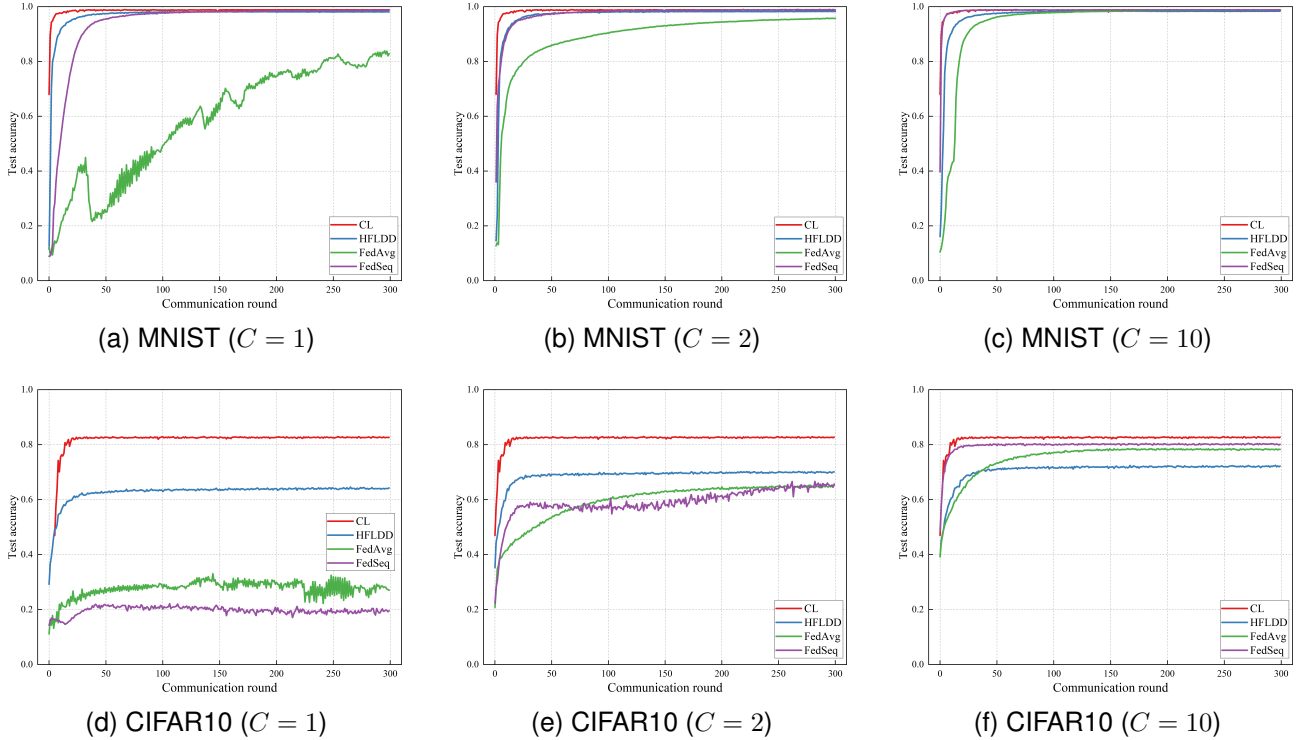 1.0
0.8
0.6
0.4
0.2
0.0
Test accuracy
0 50 100 150 200 250 300
Communication round
CL
HFLDD
FedAvg
FedSeq
(a) MNIST (C = 1)
1.0
0.8
0.6
0.4
0.2
0.0
Test accuracy
0 50 100 150 200 250 300
Communication round
CL
HFLDD
FedAvg
FedSeq
(b) MNIST (C = 2)
1.0
0.8
0.6
0.4
0.2
0.0
Test accuracy
0 50 100 150 200 250 300
Communication round
CL
HFLDD
FedAvg
FedSeq
(c) MNIST (C = 10)
1.0
0.8
0.6
0.4
0.2
0.0
Test accuracy
0 50 100 150 200 250 300
Communication round
CL
HFLDD
FedAvg
FedSeq
(d) CIFAR10 (C = 1)
1.0
0.8
0.6
0.4
0.2
0.0
Test accuracy
0 50 100 150 200 250 300
Communication round
CL
HFLDD
FedAvg
FedSeq
(e) CIFAR10 (C = 2)
1.0
0.8
0.6
0.4
0.2
0.0
Test accuracy
0 50 100 150 200 250 300
Communication round
CL
HFLDD
FedAvg
FedSeq
(f) CIFAR10 (C = 10)